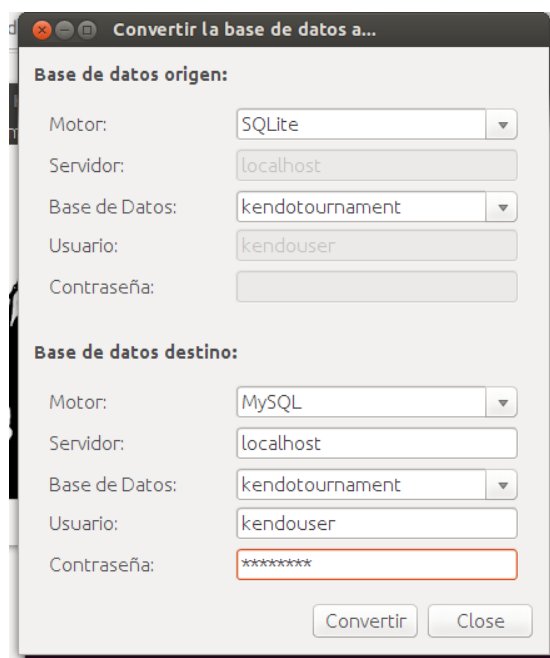 Convertir la base de datos a...
Base de datos origen:
Motor: SQLite
Servidor: localhost
Base de Datos: kendotournament
Usuario: kendouser
Contraseña:
Base de datos destino:
Motor: MySQL
Servidor: localhost
Base de Datos: kendotournament
Usuario: kendouser
Contraseña: ********
Convertir Close